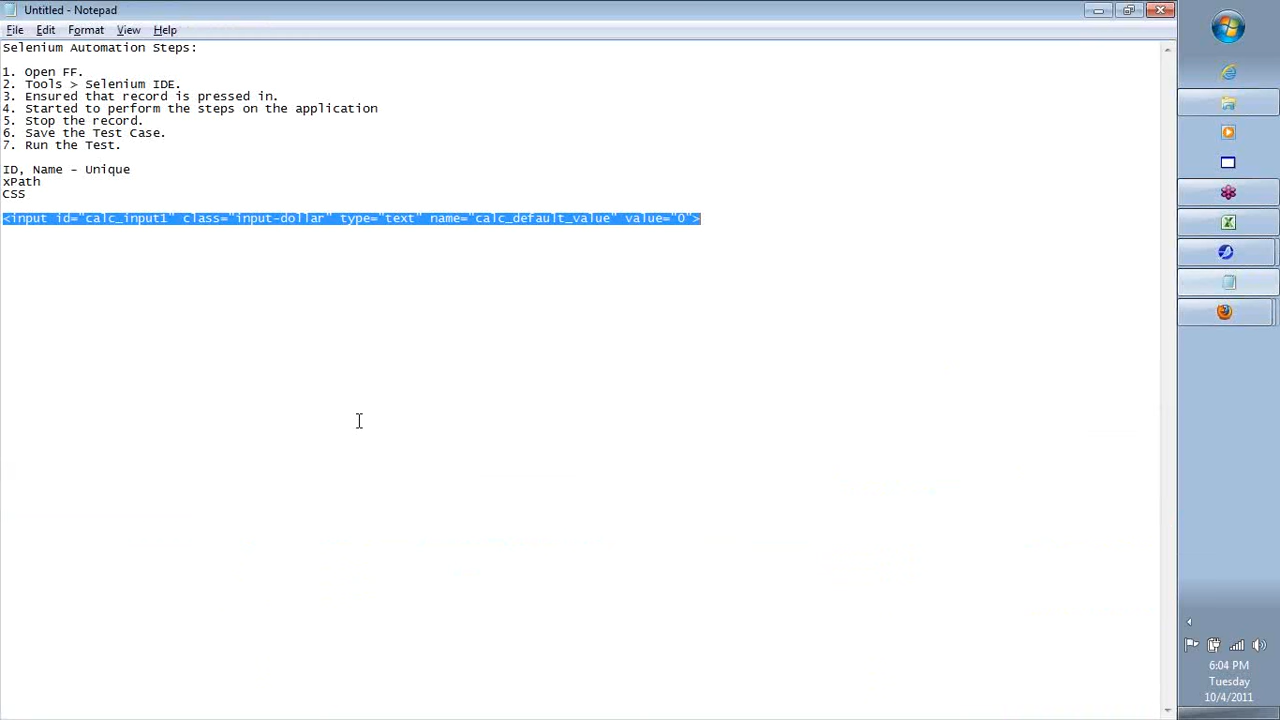 Untitled - Notepad
File Edit Format View Help
Selenium Automation Steps:
1. Open FF.
2. Tools > Selenium IDE.
3. Ensured that record is pressed in.
4. Started to perform the steps on the application
5. Stop the record.
6. Save the Test Case.
7. Run the Test.
ID, Name - Unique
xPath
CSS
<input id="calc_input1" class="input-dollar" type="text" name="calc_default_value" value="0">
6:04 PM
Tuesday
10/4/2011